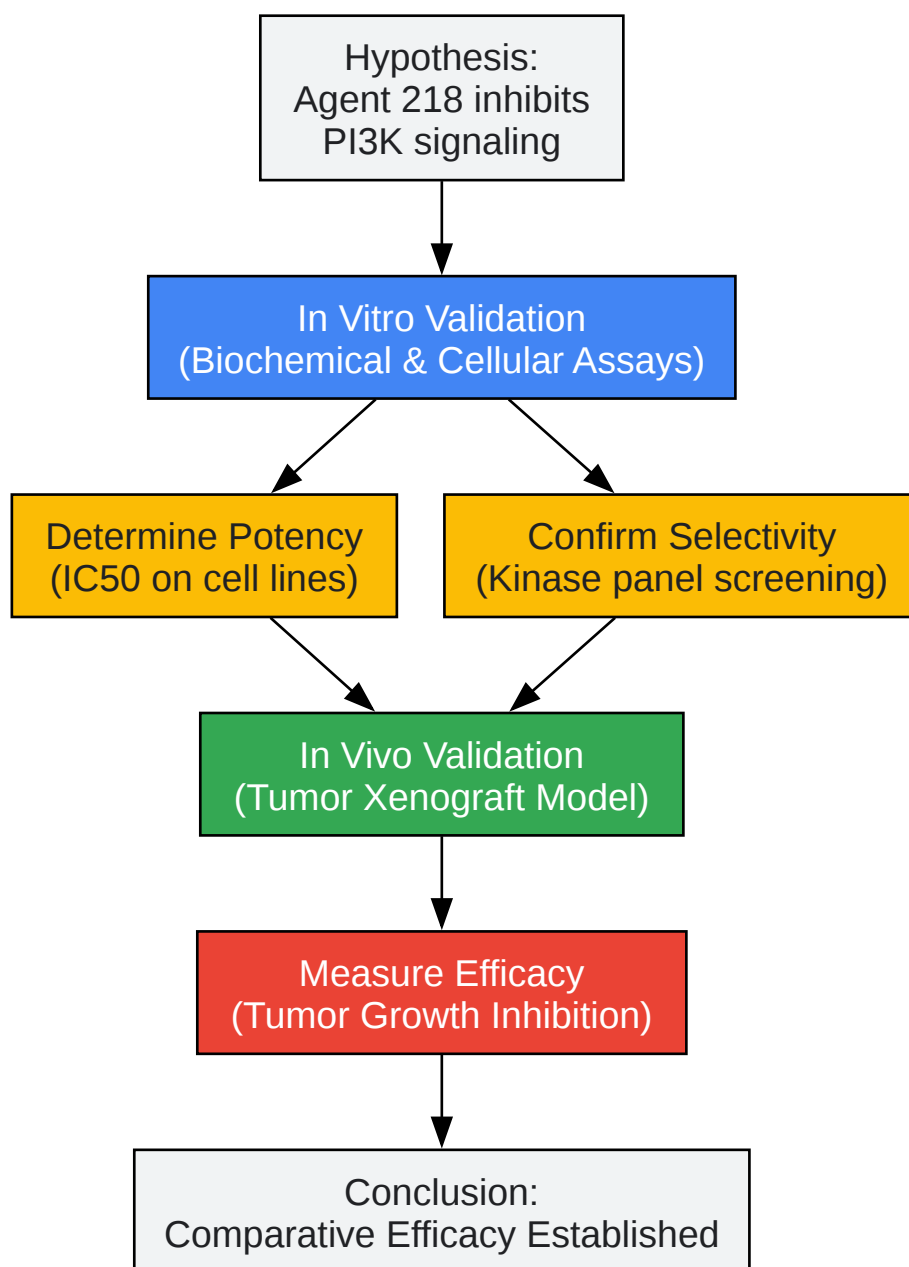 Hypothesis:
Agent 218 inhibits
PI3K signaling
In Vitro Validation
(Biochemical & Cellular Assays)
Determine Potency
(IC50 on cell lines)
Confirm Selectivity
(Kinase panel screening)
In Vivo Validation
(Tumor Xenograft Model)
Measure Efficacy
(Tumor Growth Inhibition)
Conclusion:
Comparative Efficacy Established